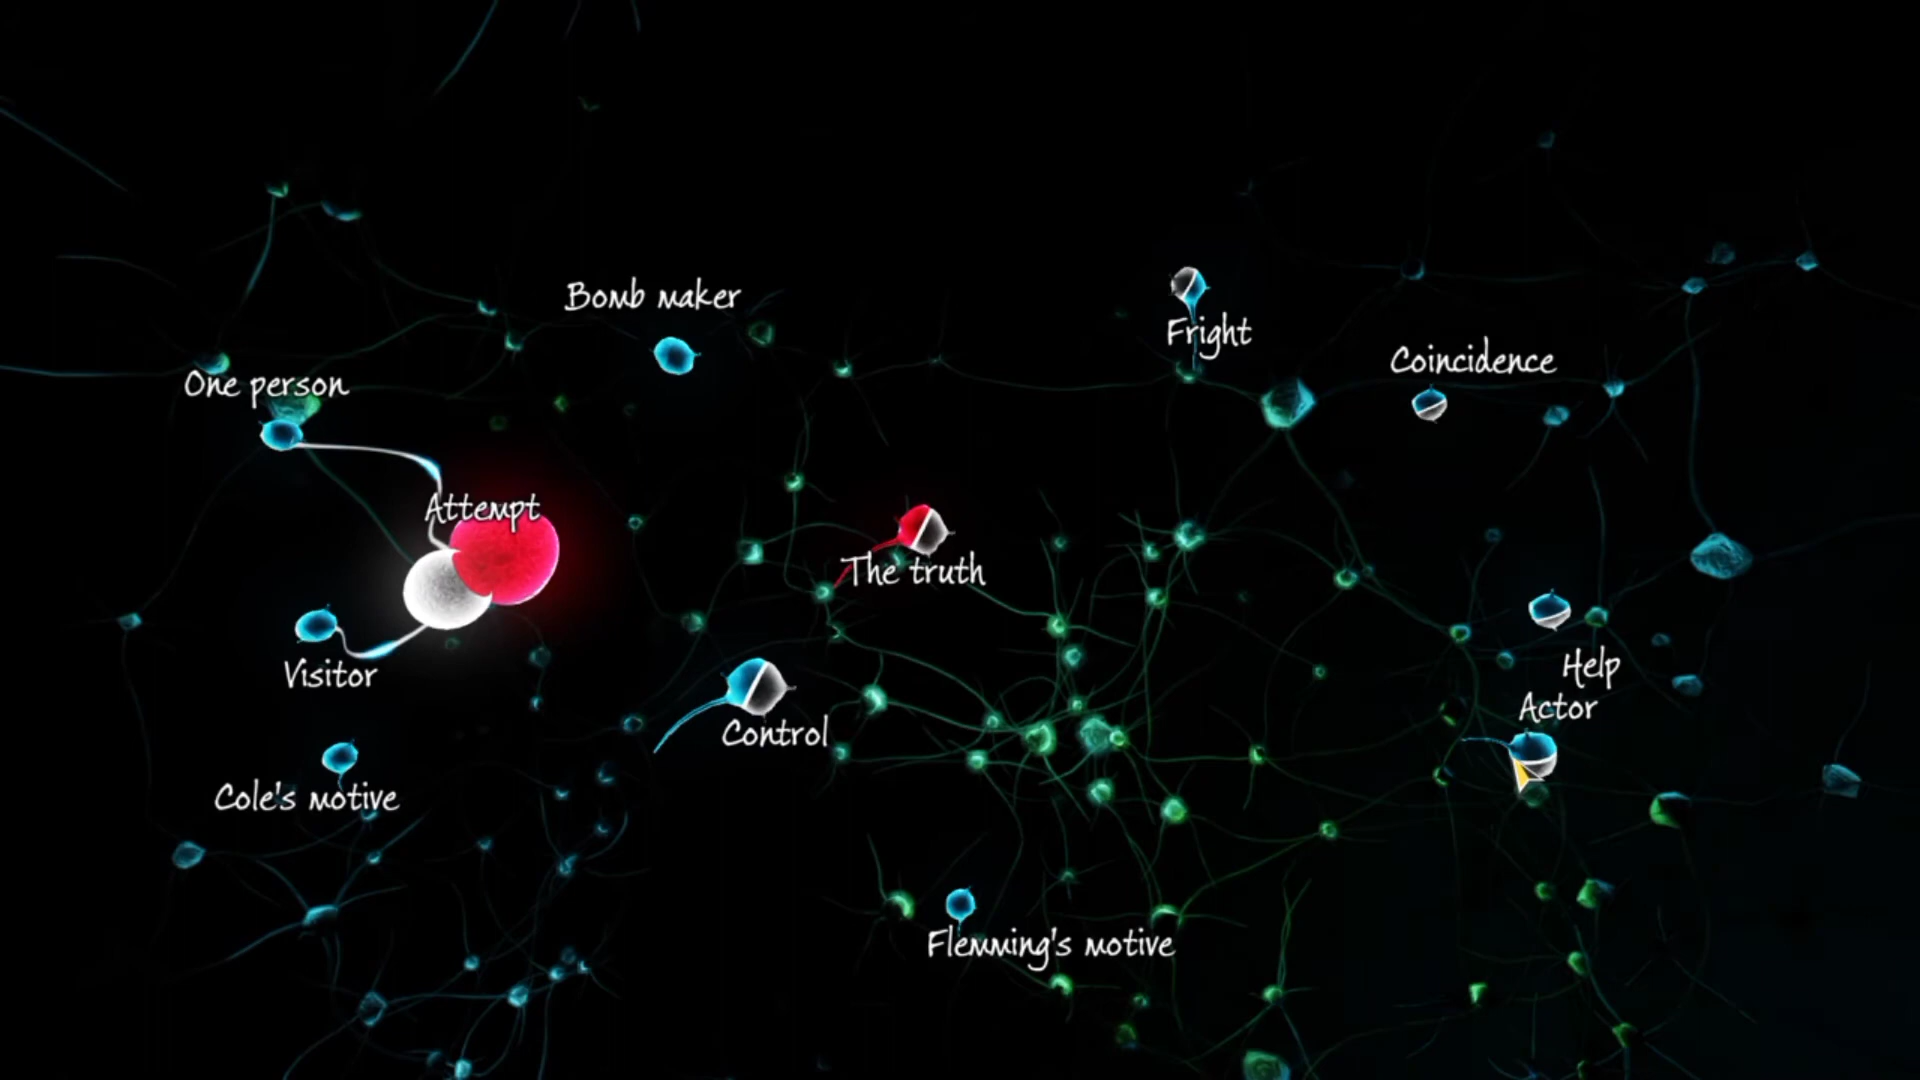 Bomb maker
Fright
Coincidence
One person
Attempt
The truth
Help
Visitor
Actor
Control
Cole's motive
Flemming's motive